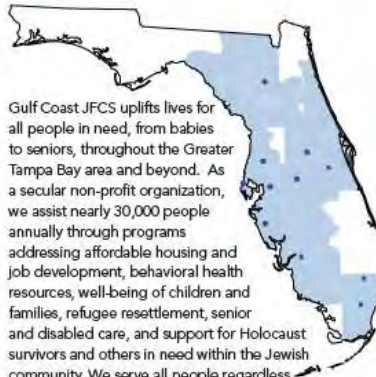 Gulf Coast JFCS uplifts lives for
all people in need, from babies
to seniors, throughout the Greater
Tampa Bay area and beyond. As
a secular non-profit organization,
we assist nearly 30,000 people
annually through programs
addressing affordable housing and
job development, behavioral health
resources, well-being of children and
families, refugee resettlement, senior
and disabled care, and support for Holocaust
survivors and others in need within the Jewish
community. We serve all people regardless